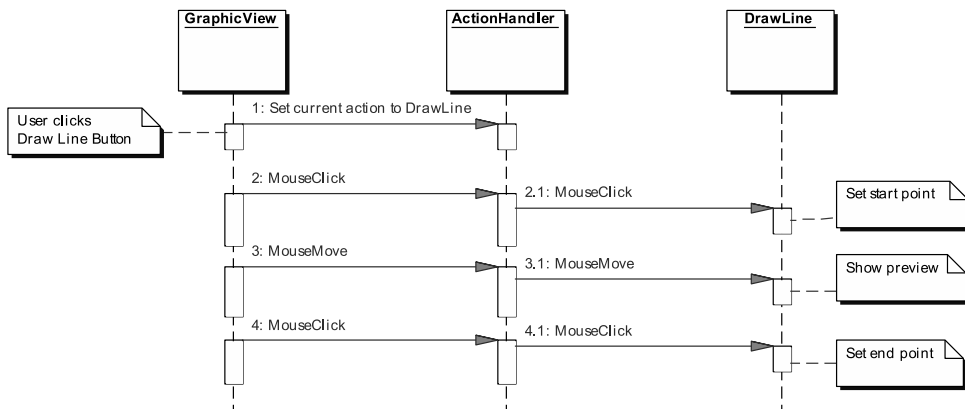 GraphicView
ActionHandler
DrawLine
1: Set current action to DrawLine
User clicks
Draw Line Button
2: MouseClick
2.1: MouseClick
Set start point
3: MouseMove
3.1: MouseMove
Show preview
4: MouseClick
4.1: MouseClick
Set end point